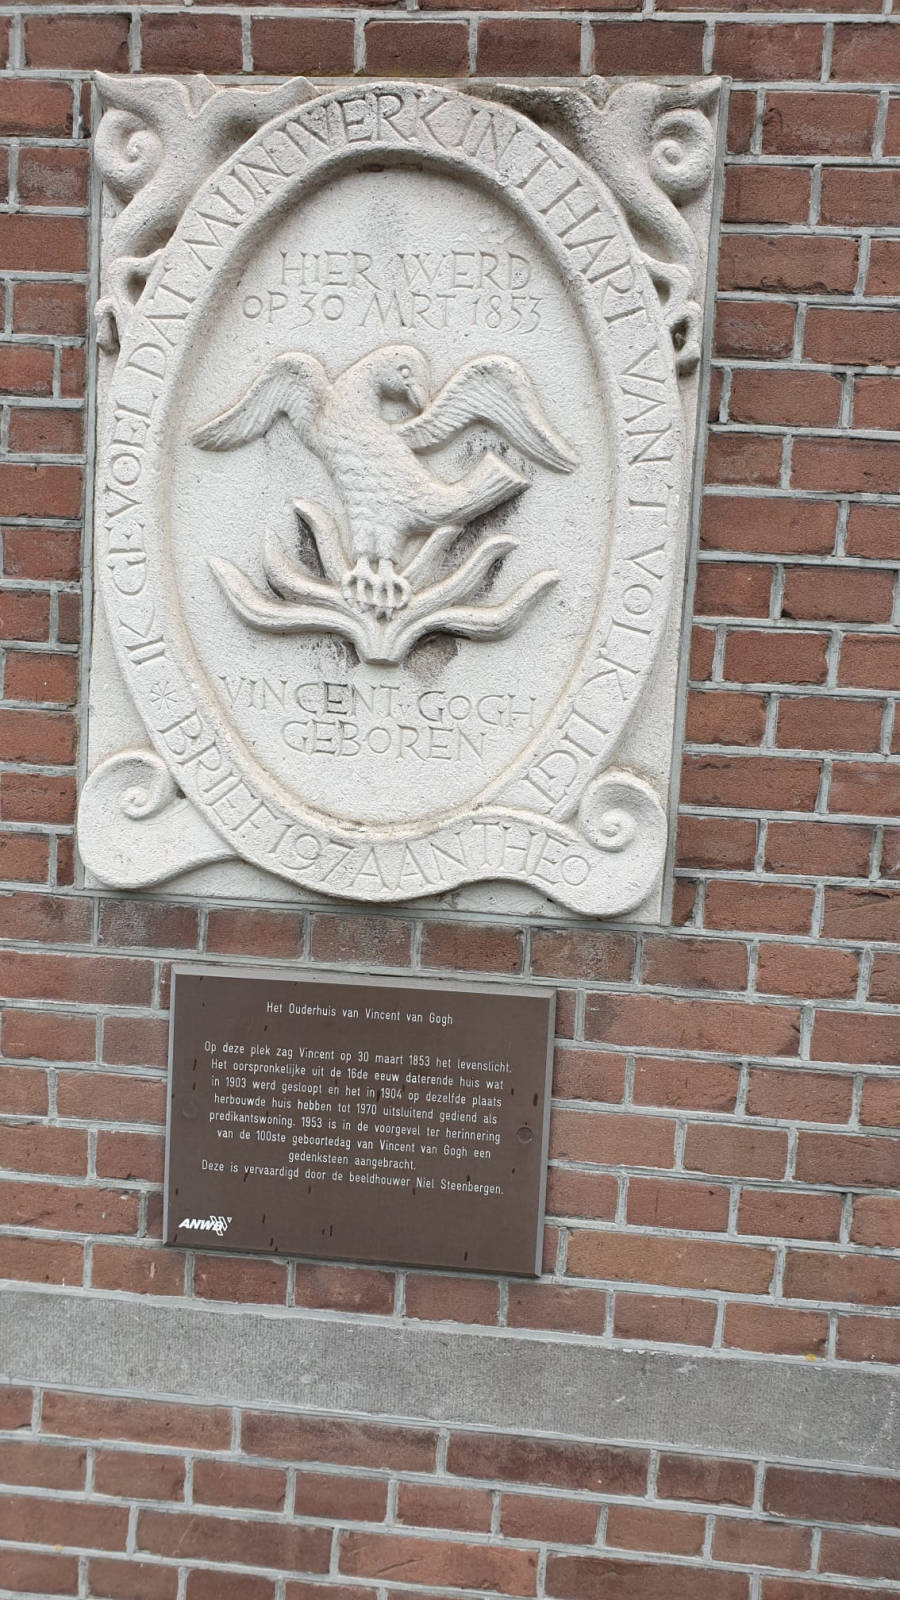 IK GEVOEL DAT MIJN WERK IN 'T HART VAN 'T VOLK LIGT
* BRIEF 197A AAN THEO
HIER WERD
OP 30 MRT 1853
VINCENT v. GOGH
GEBOREN
Het Ouderhuis van Vincent van Gogh
Op deze plek zag Vincent op 30 maart 1853 het levenslicht.
Het oorspronkelijke uit de 16de eeuw daterende huis wat
in 1903 werd gesloopt en het in 1904 op dezelfde plaats
herbouwde huis hebben tot 1970 uitsluitend gediend als
predikantswoning. 1953 is in de voorgevel ter herinnering
van de 100ste geboortedag van Vincent van Gogh een
gedenksteen aangebracht.
Deze is vervaardigd door de beeldhouwer Niel Steenbergen.
ANWB